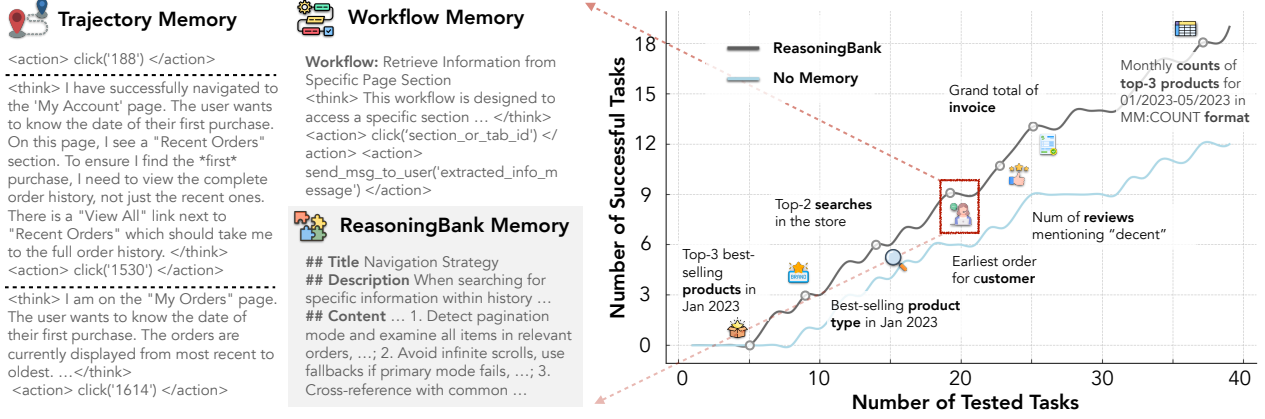 Trajectory Memory
<action> click('188') </action>
<think> I have successfully navigated to
the 'My Account' page. The user wants
to know the date of their first purchase.
On this page, I see a "Recent Orders"
section. To ensure I find the *first*
purchase, I need to view the complete
order history, not just the recent ones.
There is a "View All" link next to
"Recent Orders" which should take me
to the full order history. </think>
<action> click('1530') </action>
<think> I am on the "My Orders" page.
The user wants to know the date of
their first purchase. The orders are
currently displayed from most recent to
oldest. ...</think>
<action> click('1614') </action>
Workflow Memory
Workflow: Retrieve Information from
Specific Page Section
<think> This workflow is designed to
access a specific section … </think>
<action> click('section_or_tab_id') </
action> <action>
send_msg_to_user('extracted_info_m
essage') </action>
ReasoningBank Memory
## Title Navigation Strategy
## Description When searching for
specific information within history …
## Content … 1. Detect pagination
mode and examine all items in relevant
orders, …; 2. Avoid infinite scrolls, use
fallbacks if primary mode fails, …; 3.
Cross-reference with common …
Number of Successful Tasks
18
15
12
9
6
3
0
ReasoningBank
No Memory
Monthly counts of
top-3 products for
01/2023-05/2023 in
MM:COUNT format
Grand total of
invoice
Top-2 searches
in the store
Num of reviews
mentioning "decent"
Earliest order
for customer
Top-3 best-
selling
products in
Jan 2023
BRAND
Best-selling product
type in Jan 2023
0
10
20
30
40
Number of Tested Tasks